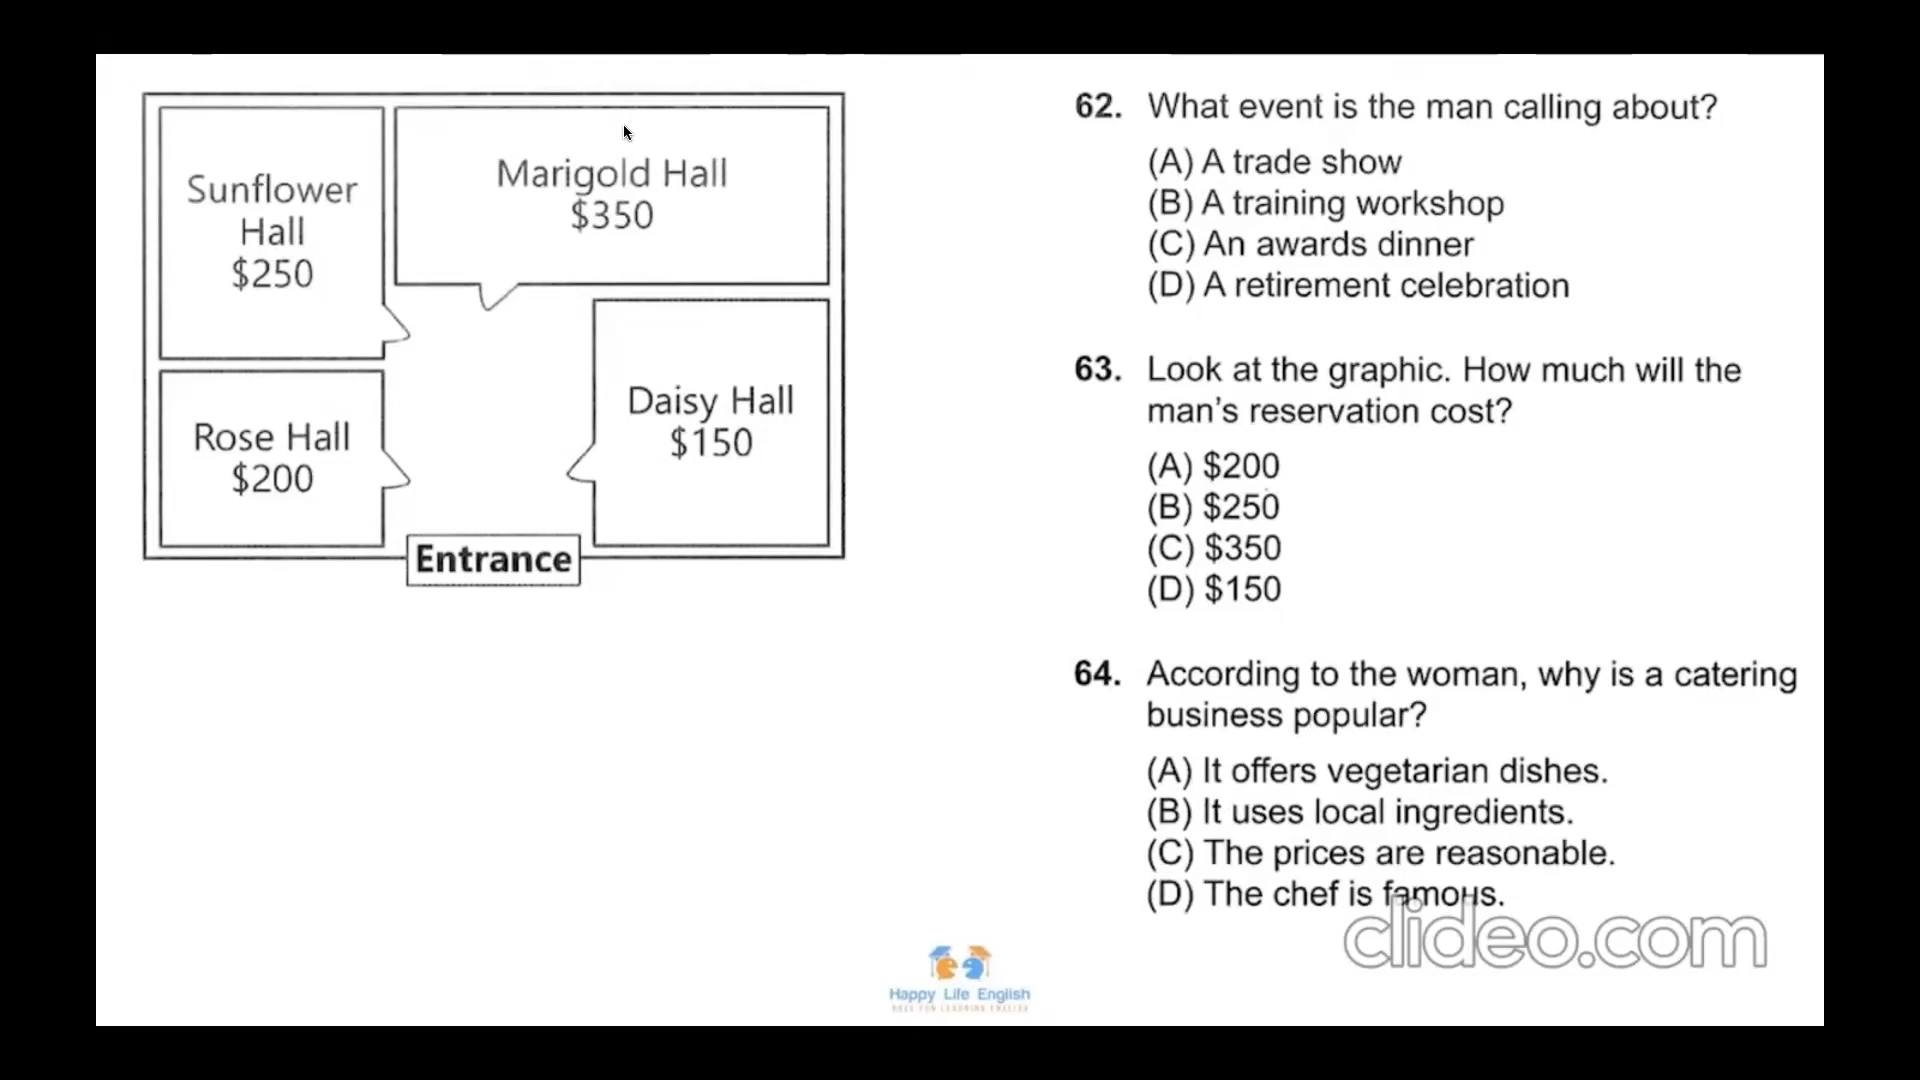 Sunflower
Hall
$250
Marigold Hall
$350
Rose Hall
$200
Daisy Hall
$150
Entrance
62. What event is the man calling about?
(A) A trade show
(B) A training workshop
(C) An awards dinner
(D) A retirement celebration
63. Look at the graphic. How much will the
man's reservation cost?
(A) $200
(B) $250
(C) $350
(D) $150
64. According to the woman, why is a catering
business popular?
(A) It offers vegetarian dishes.
(B) It uses local ingredients.
(C) The prices are reasonable.
(D) The chef is famous.
clideo.com
Happy Life English